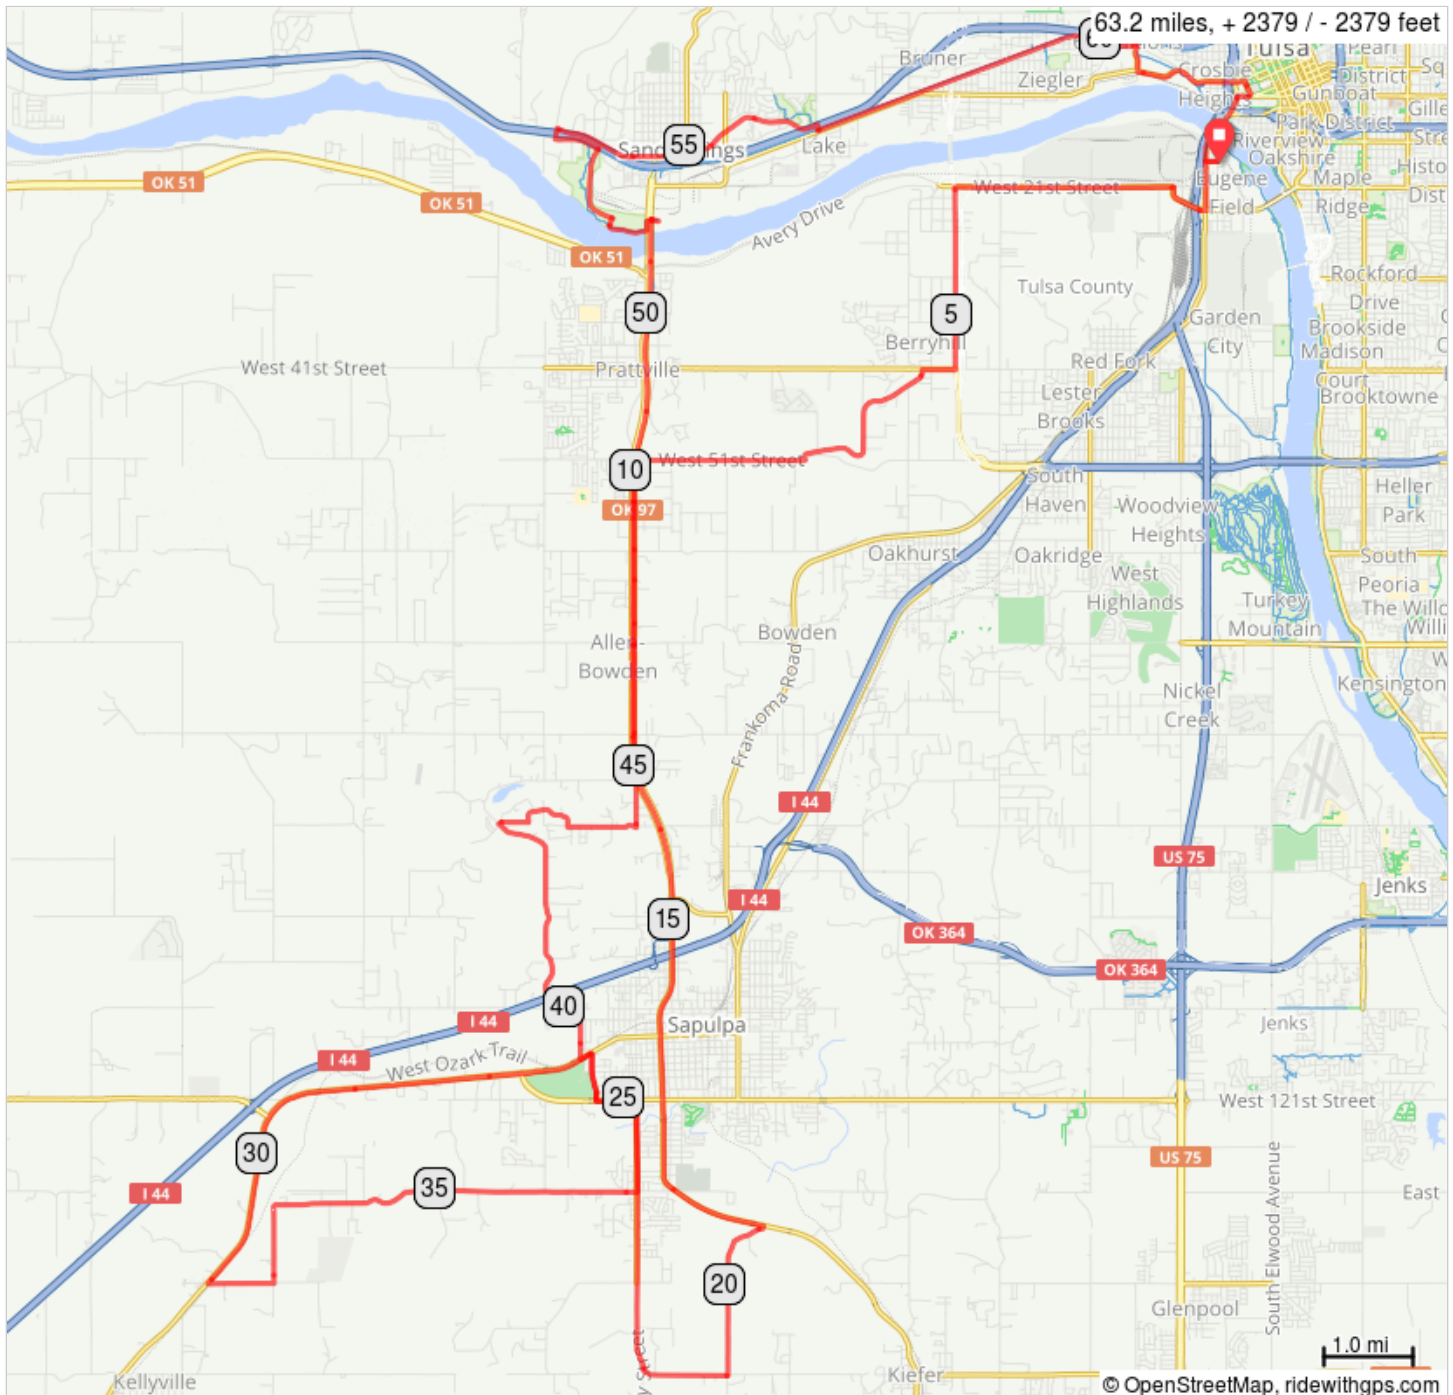 63.2 miles, + 2379 / - 2379 feet
Bruner
Tulsa
Pearl
District
Ziegler
Crosbie
Heights
Gunboat
Park District
55
Lake
Riverview
Oakshire
OK 51
West 21st Street
Eugene
Field
Maple
Ridge
OK 51
Avery Drive
OK 51
Rockford
Drive
Tulsa County
50
5
Garden
City
Brookside
Berryhill
Madison
Court
West 41st Street
Prattville
Red Fork
Lester
Brooks
Brooktowne
10
West 51st Street
South
Haven
Heller
Park
OK 97
Woodview
Heights
Oakhurst
Oakridge
South
Peoria
West
Highlands
Turkey
Mountain
Allen-
Bowden
Bowden
Frankoma Road
Kensington
Nickel
Creek
45
I 44
US 75
Jenks
I 44
15
OK 364
OK 364
40
I 44
Sapulpa
Jenks
I 44
West Ozark Trail
25
West 121st Street
30
US 75
35
I 44
East
South Elwood Avenue
20
Glenpool
1.0 mi
Kellyville
Kiefer
© OpenStreetMap, ridewithgps.com